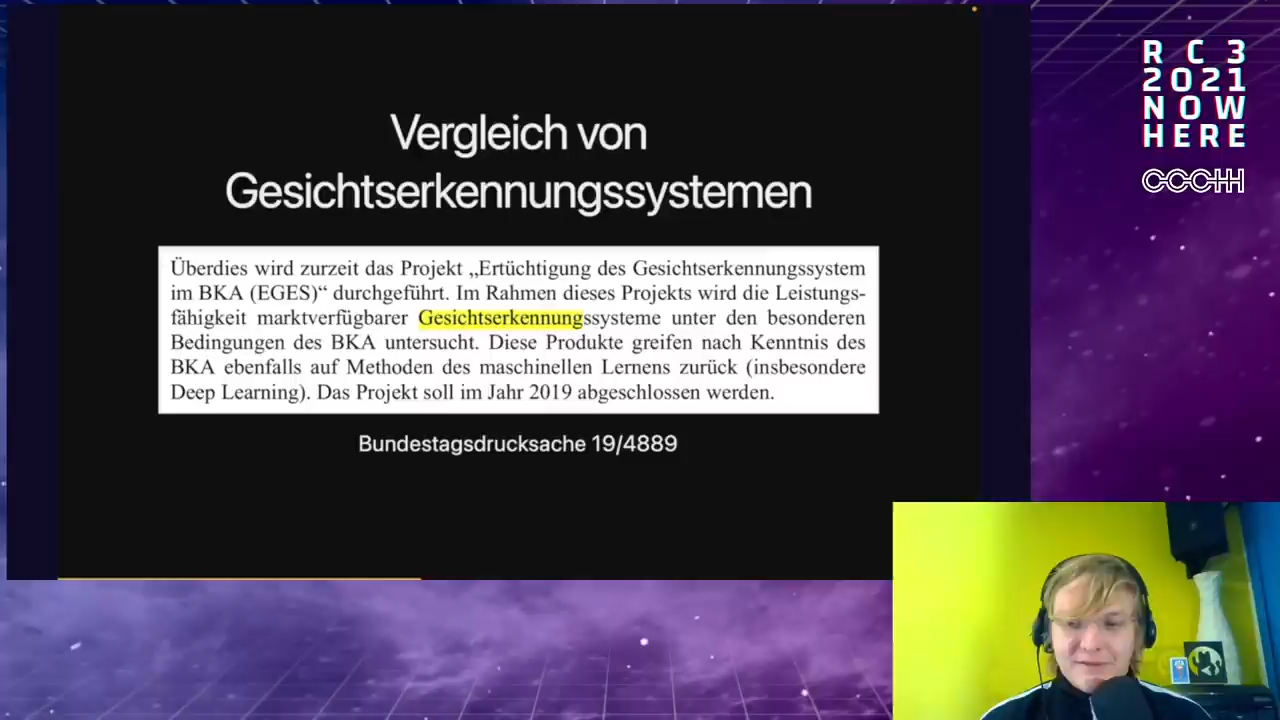 Vergleich von
Gesichtserkennungssystemen
Überdies wird zurzeit das Projekt „Ertüchtigung des Gesichtserkennungssystem
im BKA (EGES)“ durchgeführt. Im Rahmen dieses Projekts wird die Leistungs-
fähigkeit marktverfügbarer Gesichtserkennungssysteme unter den besonderen
Bedingungen des BKA untersucht. Diese Produkte greifen nach Kenntnis des
BKA ebenfalls auf Methoden des maschinellen Lernens zurück (insbesondere
Deep Learning). Das Projekt soll im Jahr 2019 abgeschlossen werden.
Bundestagsdrucksache 19/4889
RC3
2021
NOW
HERE
CCCHH